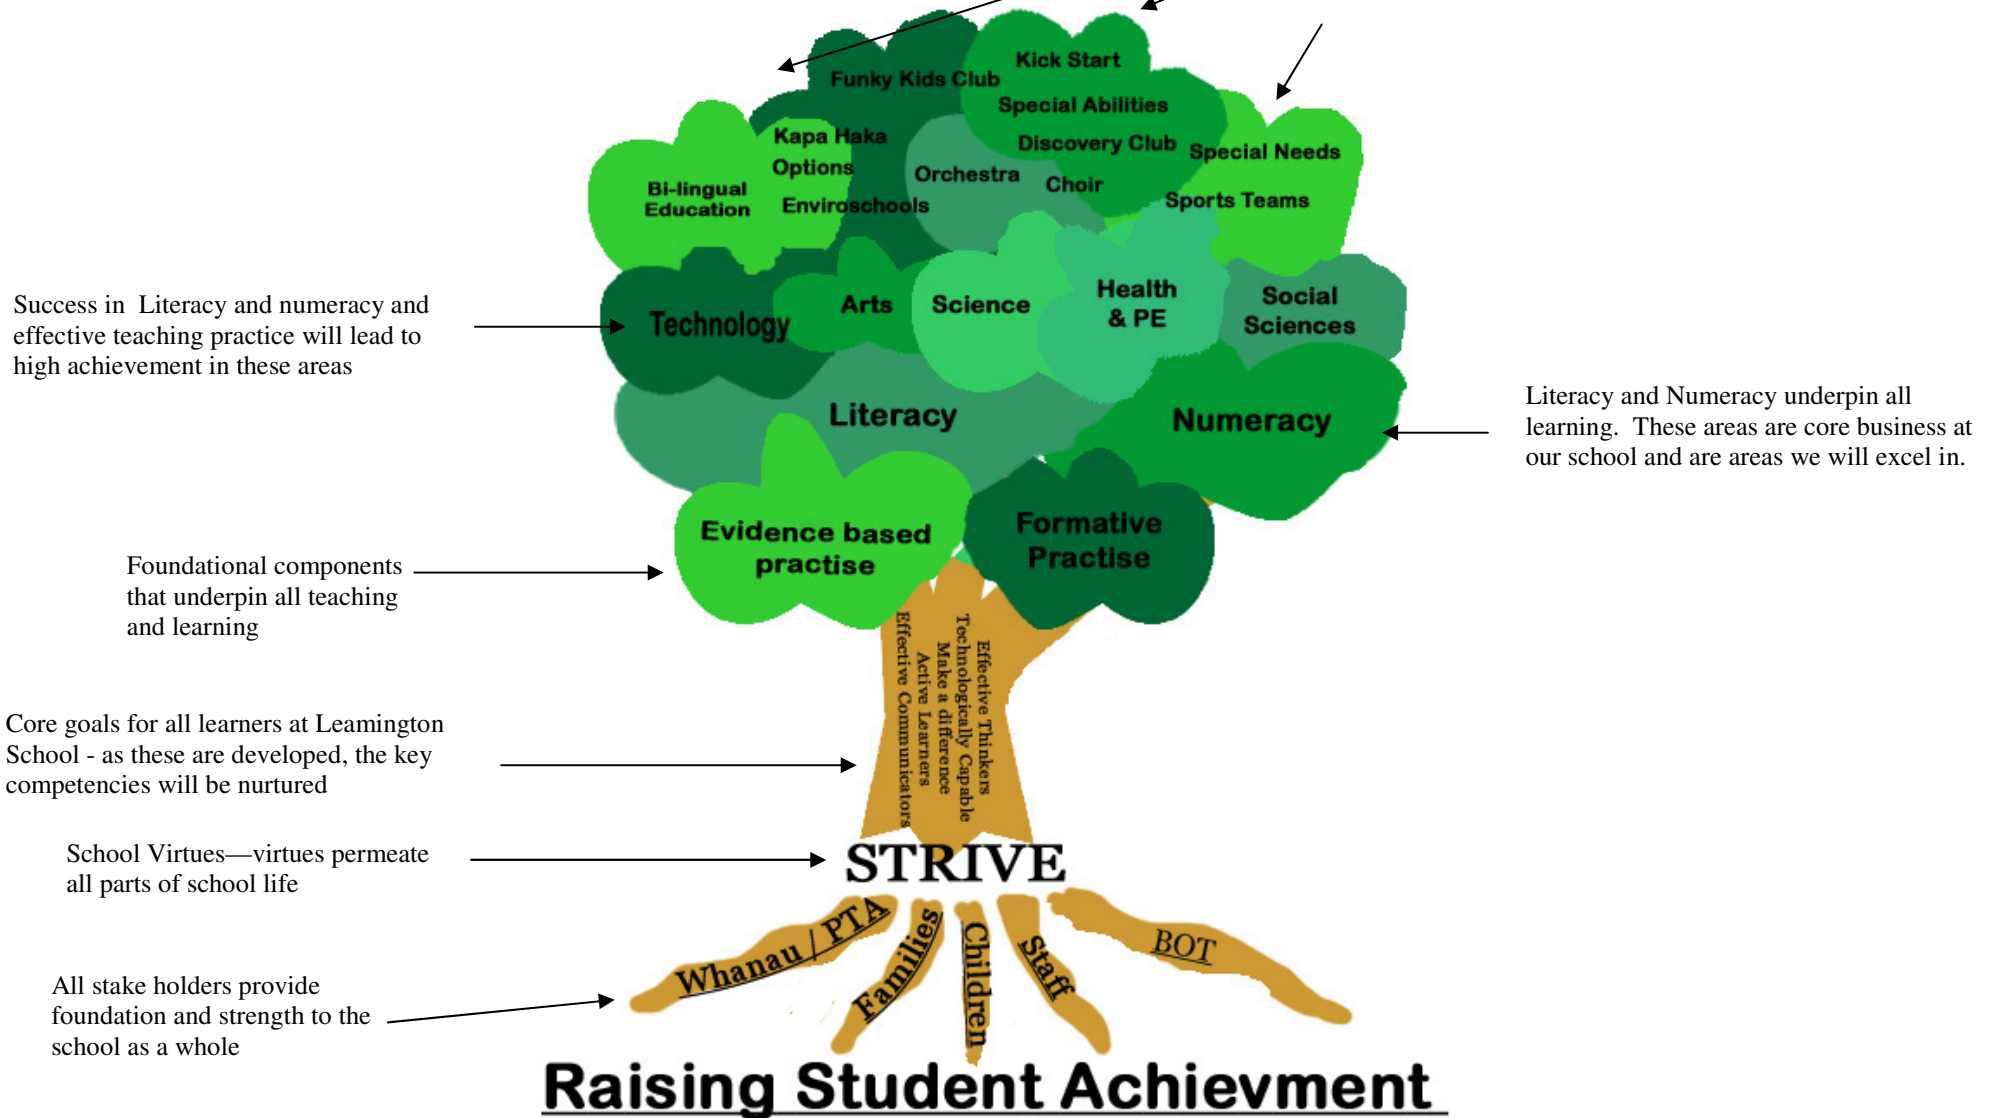 Funky Kids Club
Kick Start
Special Abilities
Discovery Club
Kapa Haka
Options
Enviroschools
Orchestra
Choir
Special Needs
Sports Teams
Bi-lingual
Education
Success in  Literacy and numeracy and
effective teaching practice will lead to
high achievement in these areas
Technology
Arts
Science
Health
& PE
Social
Sciences
Literacy
Numeracy
Literacy and Numeracy underpin all
learning.  These areas are core business at
our school and are areas we will excel in.
Evidence based
practise
Formative
Practise
Foundational components
that underpin all teaching
and learning
Effective Thinkers
Technologically Capable
Make a difference
Active Learners
Effective Communicators
Core goals for all learners at Leamington
School - as these are developed, the key
competencies will be nurtured
School Virtues—virtues permeate
all parts of school life
STRIVE
Whanau / PTA
Families
Children
Staff
BOT
All stake holders provide
foundation and strength to the
school as a whole
Raising Student Achievment